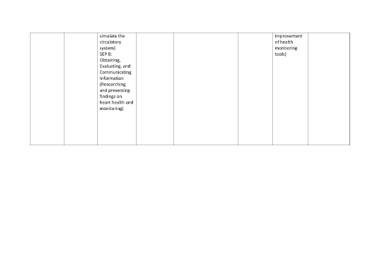 simulate the
circulatory
system)
SEP 8:
Obtaining,
Evaluating, and
Communicating
Information
(Researching
and presenting
findings on
heart health and
monitoring)
improvement
of health
monitoring
tools)